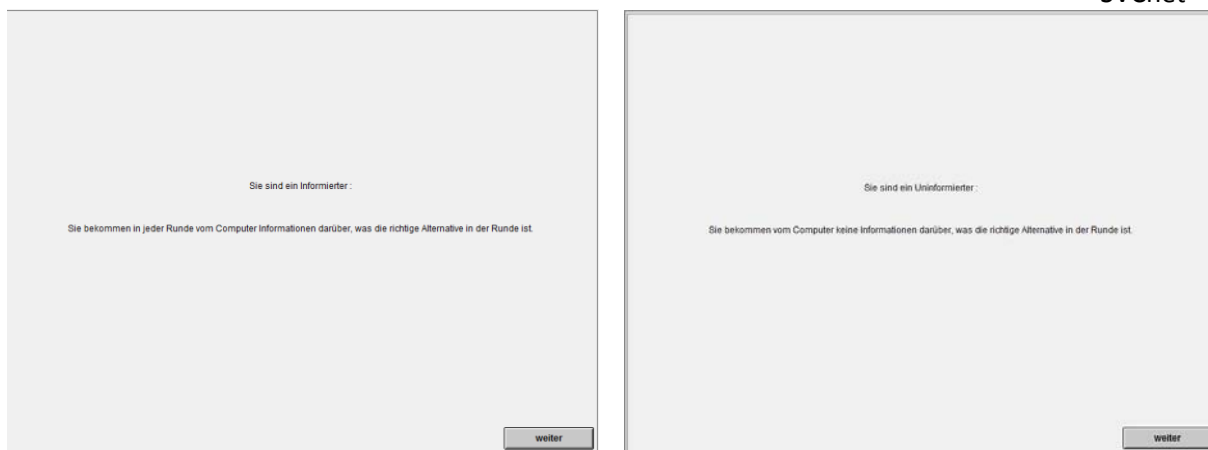 Sie sind ein Informierter :
Sie bekommen in jeder Runde vom Computer Informationen darüber, was die richtige Alternative in der Runde ist.
weiter
Sie sind ein Uninformierter :
Sie bekommen vom Computer keine Informationen darüber, was die richtige Alternative in der Runde ist.
weiter